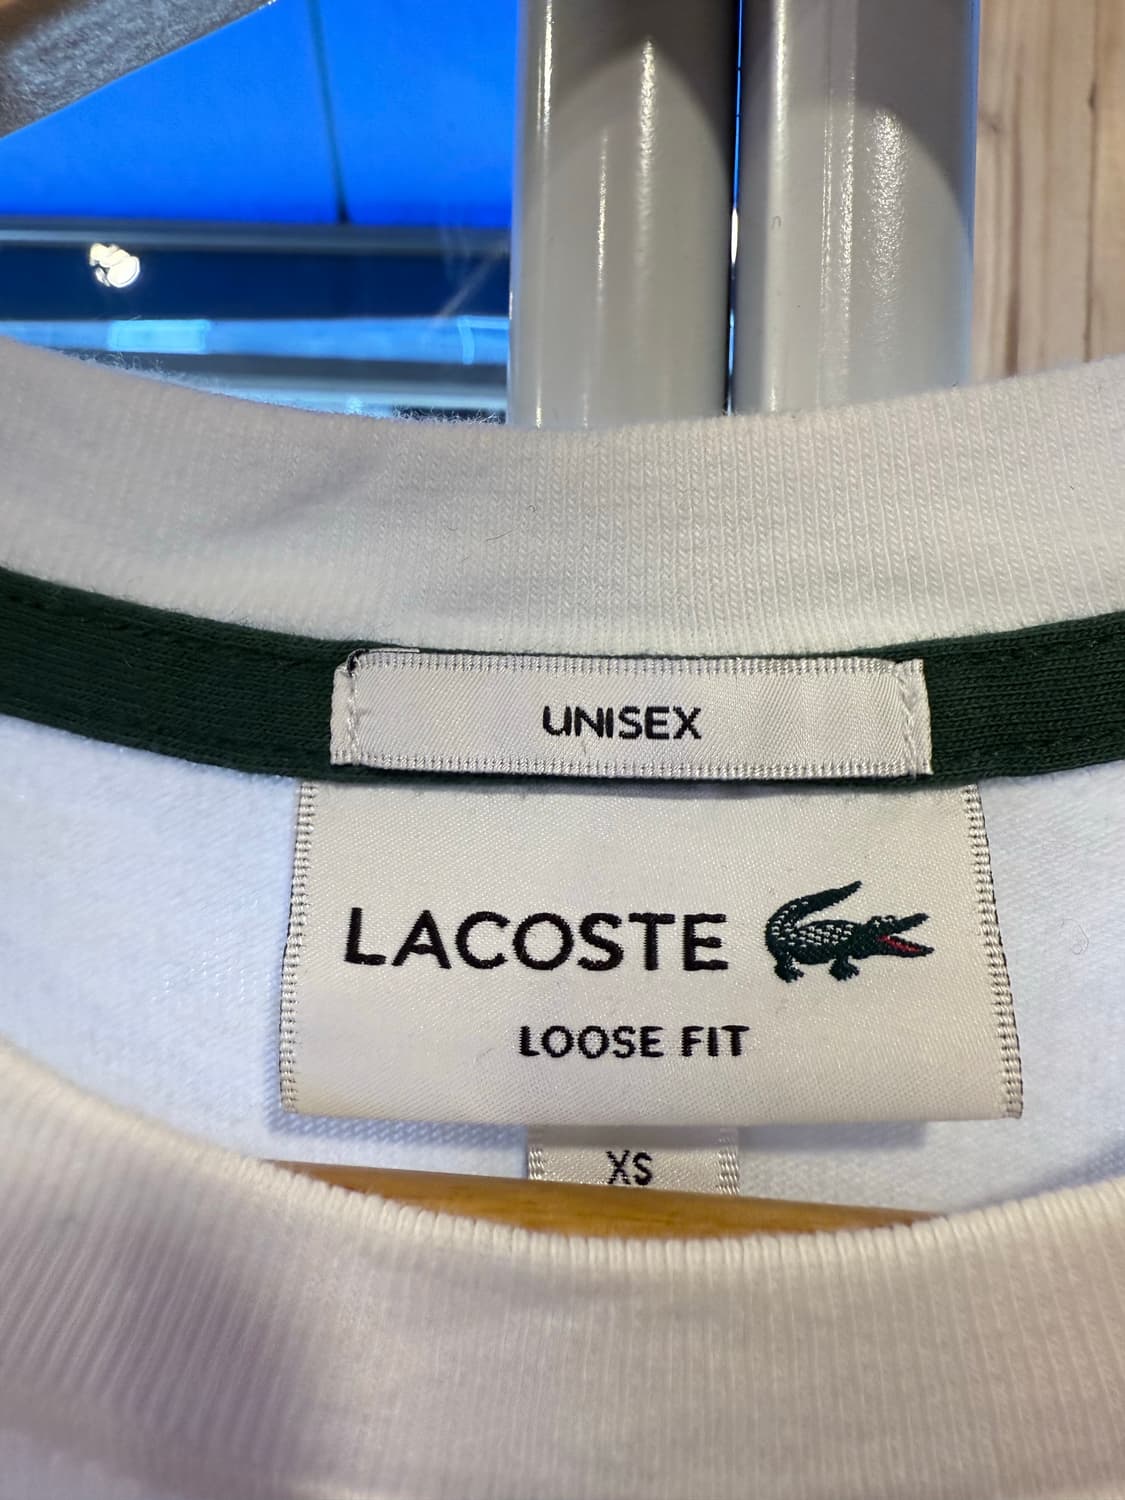 UNISEX
LACOSTE
LOOSE FIT
XS